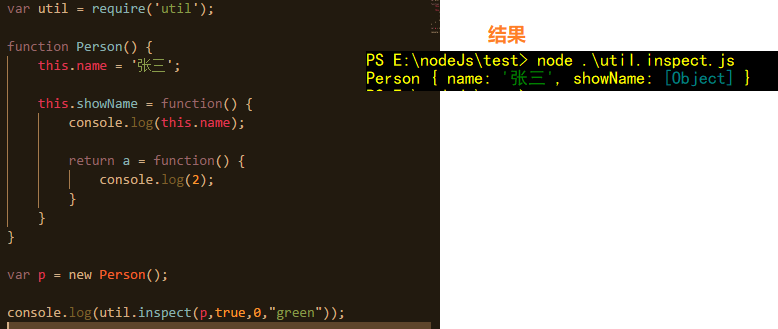 var util = require('util');
function Person() {
this.name = '张三';
this.showName = function() {
console.log(this.name);
return a = function() {
console.log(2);
}
}
}
var p = new Person();
console.log(util.inspect(p,true,0,"green"));
结果
PS E:\nodeJs\test> node .\util.inspect.js
Person { name: '张三', showName: [Object] }